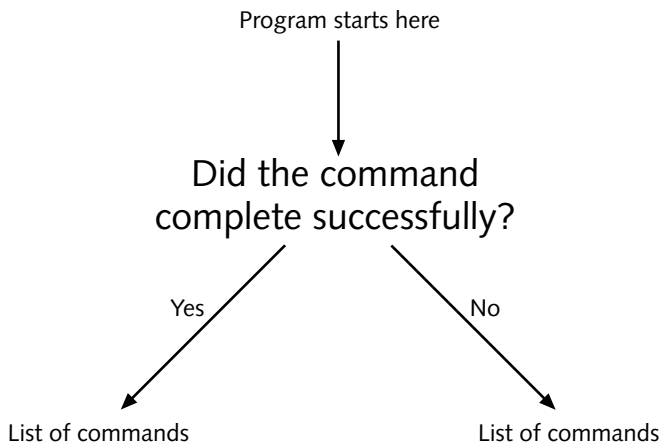 Program starts here
Did the command
complete successfully?
Yes
No
List of commands
List of commands